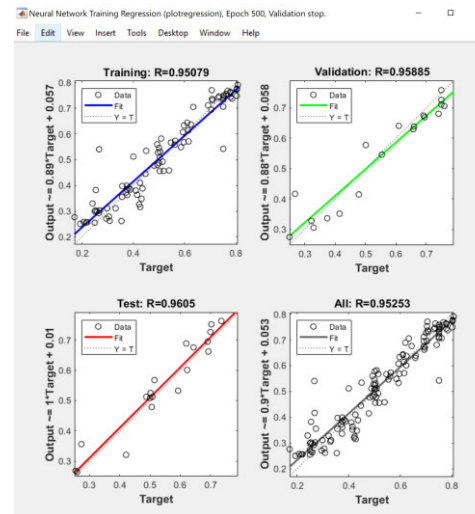 Neural Network Training Regression (plotregression), Epoch 500, Validation stop.
File Edit View Insert Tools Desktop Window Help
Training: R=0.95079
Output ~= 0.89*Target + 0.057
0.8
0.7
0.6
0.5
0.4
0.3
0.2
Data
Fit
Y = T
0.2 0.4 0.6 0.8
Target
Validation: R=0.95885
Output ~= 0.88*Target + 0.058
0.7
0.6
0.5
0.4
0.3
Data
Fit
Y = T
0.3 0.5 0.7
Target
Test: R=0.9605
Output ~= 1*Target + 0.01
0.7
0.6
0.5
0.4
0.3
Data
Fit
Y = T
0.3 0.4 0.5 0.6 0.7
Target
All: R=0.95253
Output ~= 0.9*Target + 0.053
0.8
0.7
0.6
0.5
0.4
0.3
0.2
Data
Fit
Y = T
0.2 0.4 0.6 0.8
Target